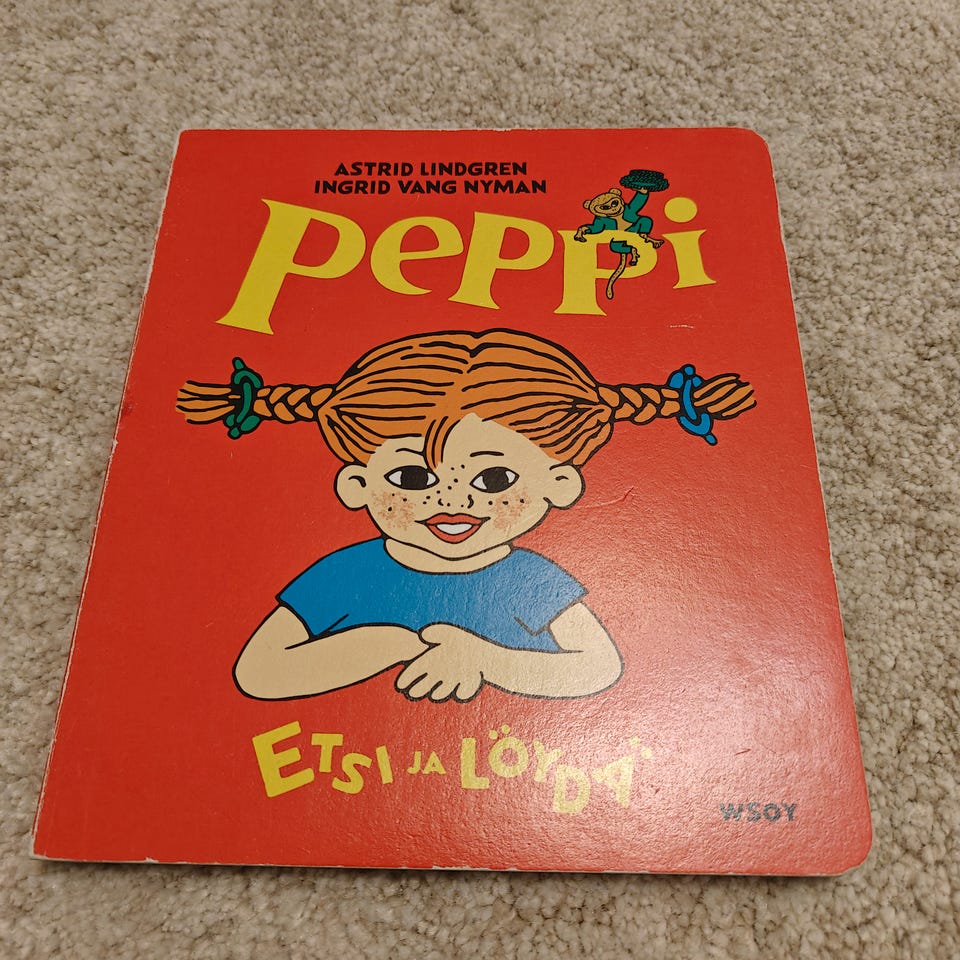 ASTRID LINDGREN
INGRID VANG NYMAN
Peppi
ETSI JA LÖYDÄ
WSOY